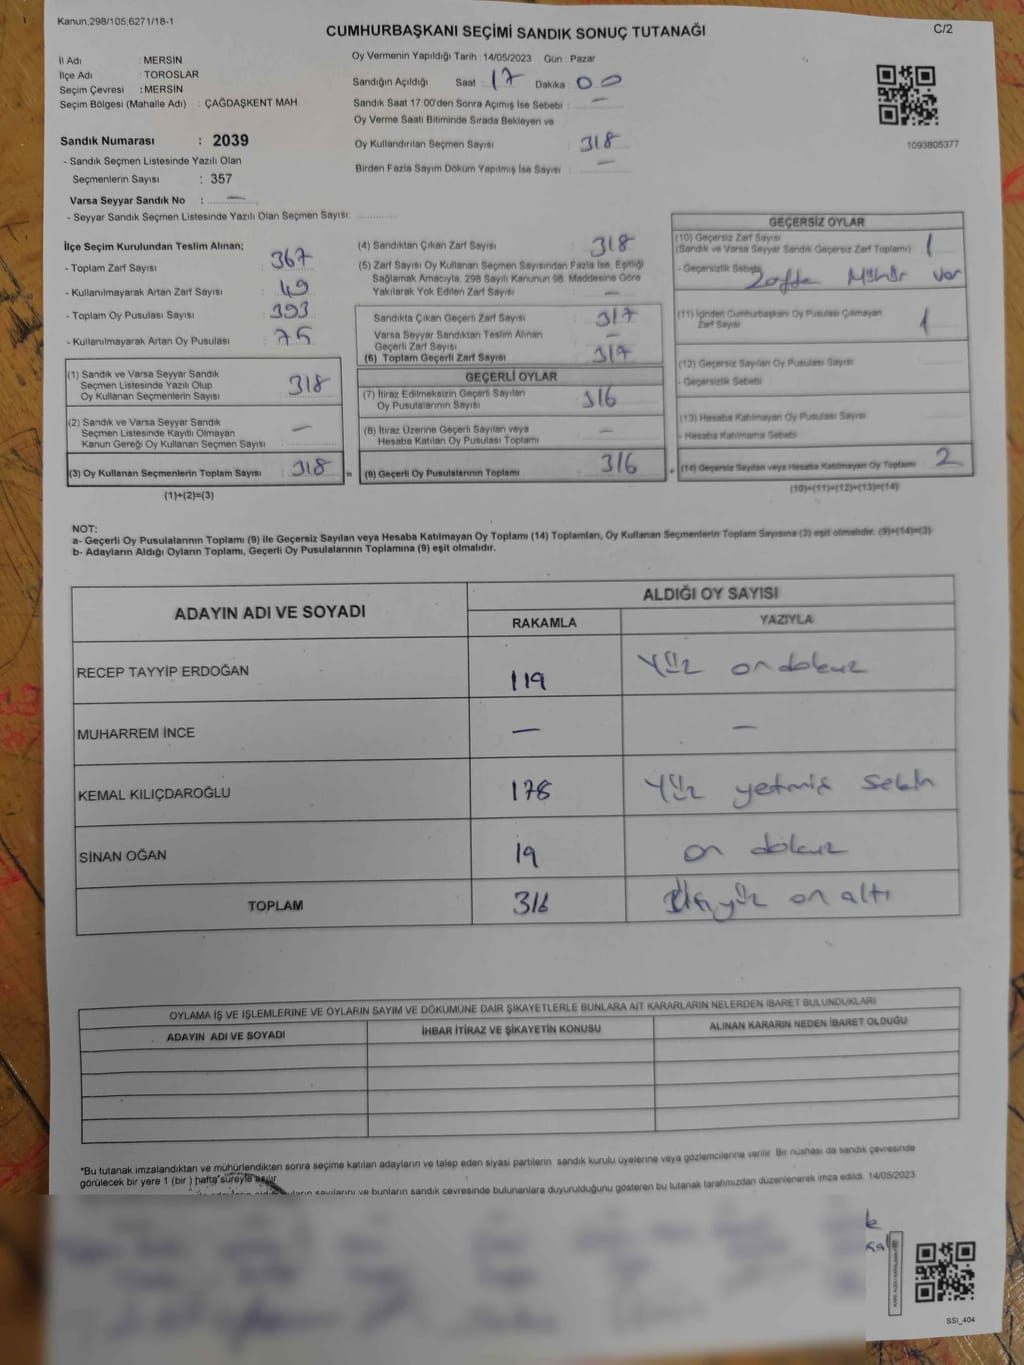 Kanun;298/105;6271/18-1
CUMHURBAŞKANI SEÇİMİ SANDIK SONUÇ TUTANAĞI
C/2
İl Adı : MERSİN
İlçe Adı : TOROSLAR
Seçim Çevresi : MERSİN
Seçim Bölgesi (Mahalle Adı) : ÇAĞDAŞKENT MAH.
Oy Vermenin Yapıldığı Tarih : 14/05/2023 Gün : Pazar
Sandığın Açıldığı Saat : 17 Dakika : 00
Sandık Saat 17:00'den Sonra Açımış İse Sebebi : —
Oy Verme Saati Bitiminde Sırada Bekleyen ve
Oy Kullandırılan Seçmen Sayısı : 318
Birden Fazla Sayım Döküm Yapılmış İse Sayısı : —
1093805377
Sandık Numarası : 2039
- Sandık Seçmen Listesinde Yazılı Olan
Seçmenlerin Sayısı : 357
Varsa Seyyar Sandık No : —
- Seyyar Sandık Seçmen Listesinde Yazılı Olan Seçmen Sayısı:
İlçe Seçim Kurulundan Teslim Alınan;
- Toplam Zarf Sayısı : 367
- Kullanılmayarak Artan Zarf Sayısı : 49
- Toplam Oy Pusulası Sayısı : 393
- Kullanılmayarak Artan Oy Pusulası : 75
(1) Sandık ve Varsa Seyyar Sandık
Seçmen Listesinde Yazılı Olup
Oy Kullanan Seçmenlerin Sayısı : 318
(2) Sandık ve Varsa Seyyar Sandık
Seçmen Listesinde Kayıtlı Olmayan
Kanun Gereği Oy Kullanan Seçmen Sayısı : —
(3) Oy Kullanan Seçmenlerin Toplam Sayısı : 318 =
(1)+(2)=(3)
(4) Sandıktan Çıkan Zarf Sayısı : 318
(5) Zarf Sayısı Oy Kullanan Seçmen Sayısından Fazla İse, Eşitliği
Sağlamak Amacıyla, 298 Sayılı Kanunun 98. Maddesine Göre
Yakılarak Yok Edilen Zarf Sayısı : —
Sandıkta Çıkan Geçerli Zarf Sayısı : 317
Varsa Seyyar Sandıktan Teslim Alınan
Geçerli Zarf Sayısı : —
(6) Toplam Geçerli Zarf Sayısı : 317
GEÇERLİ OYLAR
(7) İtiraz Edilmeksizin Geçerli Sayılan
Oy Pusulalarının Sayısı : 316
(8) İtiraz Üzerine Geçerli Sayılan veya
Hesaba Katılan Oy Pusulası Toplamı : —
(9) Geçerli Oy Pusulalarının Toplamı : 316 +
GEÇERSİZ OYLAR
(10) Geçersiz Zarf Sayısı
(Sandık ve Varsa Seyyar Sandık Geçersiz Zarf Toplamı) : 1
- Geçersizlik Sebebi : Zarfta Mühür var
(11) İçinden Cumhurbaşkanı Oy Pusulası Çıkmayan
Zarf Sayısı : 1
(12) Geçersiz Sayılan Oy Pusulası Sayısı
- Geçersizlik Sebebi
(13) Hesaba Katılmayan Oy Pusulası Sayısı
- Hesaba Katılmama Sebebi
(14) Geçersiz Sayılan veya Hesaba Katılmayan Oy Toplamı : 2
(10)+(11)+(12)+(13)=(14)
NOT:
a- Geçerli Oy Pusulalarının Toplamı (9) ile Geçersiz Sayılan veya Hesaba Katılmayan Oy Toplamı (14) Toplamları, Oy Kullanan Seçmenlerin Toplam Sayısına (3) eşit olmalıdır. (9)+(14)=(3)
b- Adayların Aldığı Oyların Toplamı, Geçerli Oy Pusulalarının Toplamına (9) eşit olmalıdır.
ADAYIN ADI VE SOYADI ALDIĞI OY SAYISI
RAKAMLA YAZIYLA
RECEP TAYYİP ERDOĞAN 119 Yüz on dokuz
MUHARREM İNCE — —
KEMAL KILIÇDAROĞLU 178 Yüz yetmiş sekiz
SİNAN OĞAN 19 on dokuz
TOPLAM 316 Üçyüz on altı
OYLAMA İŞ VE İŞLEMLERİNE VE OYLARIN SAYIM VE DÖKÜMÜNE DAİR ŞİKAYETLERLE BUNLARA AİT KARARLARIN NELERDEN İBARET BULUNDUKLARI
ADAYIN ADI VE SOYADI İHBAR İTİRAZ VE ŞİKAYETİN KONUSU ALINAN KARARIN NEDEN İBARET OLDUĞU
*Bu tutanak imzalandıktan ve mühürlendikten sonra seçime katılan adayların ve talep eden siyasi partilerin sandık kurulu üyelerine veya gözlemcilerine verilir. Bir nushası da sandık çevresinde
görülecek bir yere 1 (bir) hafta süreyle asılır.
sayılarını ve bunların sandık çevresinde bulunanlara duyurulduğunu gösteren bu tutanak tarafımızdan düzenlenerek imza edildi. 14/05/2023
SSI_404